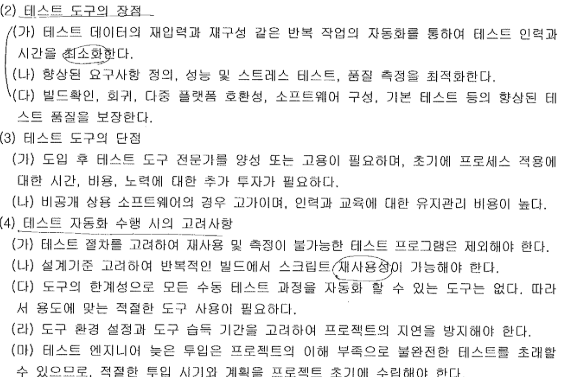 (2) 테스트 도구의 장점
(가) 테스트 데이터의 재입력과 재구성 같은 반복 작업의 자동화를 통하여 테스트 인력과
시간을 최소화한다.
(나) 향상된 요구사항 정의, 성능 및 스트레스 테스트, 품질 측정을 최적화한다.
(다) 빌드확인, 회귀, 다중 플랫폼 호환성, 소프트웨어 구성, 기본 테스트 등의 향상된 테
스트 품질을 보장한다.
(3) 테스트 도구의 단점
(가) 도입 후 테스트 도구 전문가를 양성 또는 고용이 필요하며, 초기에 프로세스 적용에
대한 시간, 비용, 노력에 대한 추가 투자가 필요하다.
(나) 비공개 상용 소프트웨어의 경우 고가이며, 인력과 교육에 대한 유지관리 비용이 높다.
(4) 테스트 자동화 수행 시의 고려사항
(가) 테스트 절차를 고려하여 재사용 및 측정이 불가능한 테스트 프로그램은 제외해야 한다.
(나) 설계기준 고려하여 반복적인 빌드에서 스크립트 재사용성이 가능해야 한다.
(다) 도구의 한계성으로 모든 수동 테스트 과정을 자동화 할 수 있는 도구는 없다. 따라
서 용도에 맞는 적절한 도구 사용이 필요하다.
(라) 도구 환경 설정과 도구 습득 기간을 고려하여 프로젝트의 지연을 방지해야 한다.
(마) 테스트 엔지니어 늦은 투입은 프로젝트의 이해 부족으로 불완전한 테스트를 초래할
수 있으므로, 적절한 투입 시기와 계획을 프로젝트 초기에 수립해야 한다